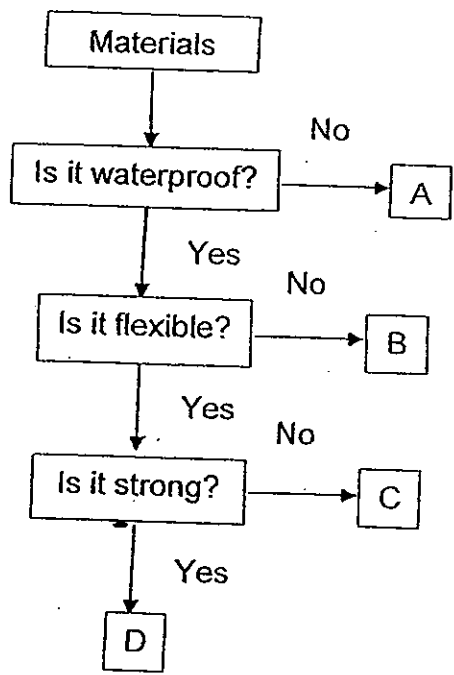 Materials
No
Is it waterproof?
A
Yes
No
Is it flexible?
B
Yes
No
Is it strong?
C
Yes
D